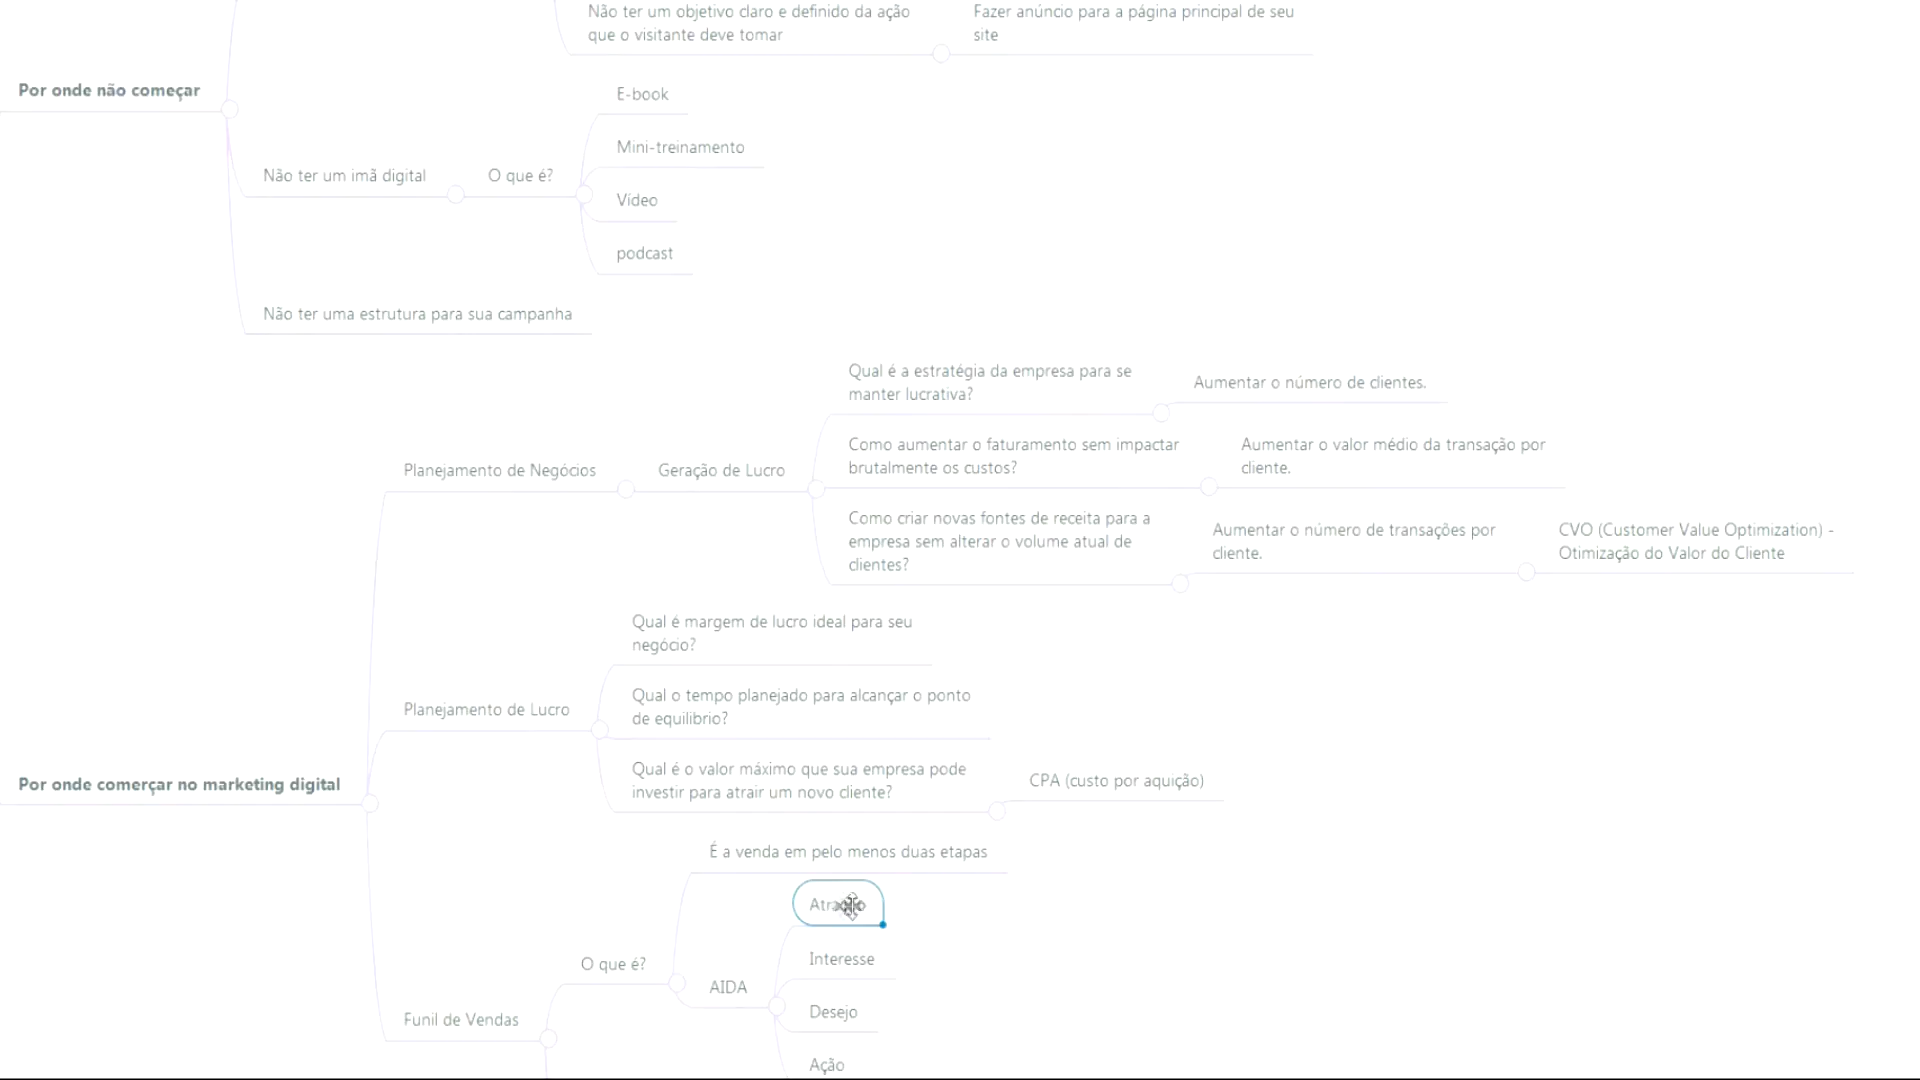 Não ter um objetivo claro e definido da ação
que o visitante deve tomar
Fazer anúncio para a página principal de seu
site
Por onde não começar
E-book
Mini-treinamento
Não ter um imã digital
O que é?
Vídeo
podcast
Não ter uma estrutura para sua campanha
Qual é a estratégia da empresa para se
manter lucrativa?
Aumentar o número de clientes.
Como aumentar o faturamento sem impactar
brutalmente os custos?
Aumentar o valor médio da transação por
cliente.
Planejamento de Negócios
Geração de Lucro
Como criar novas fontes de receita para a
empresa sem alterar o volume atual de
clientes?
Aumentar o número de transações por
cliente.
CVO (Customer Value Optimization) -
Otimização do Valor do Cliente
Qual é margem de lucro ideal para seu
negócio?
Qual o tempo planejado para alcançar o ponto
de equilibrio?
Planejamento de Lucro
Qual é o valor máximo que sua empresa pode
investir para atrair um novo cliente?
CPA (custo por aquição)
Por onde comerçar no marketing digital
É a venda em pelo menos duas etapas
Interesse
O que é?
AIDA
Desejo
Funil de Vendas
Ação